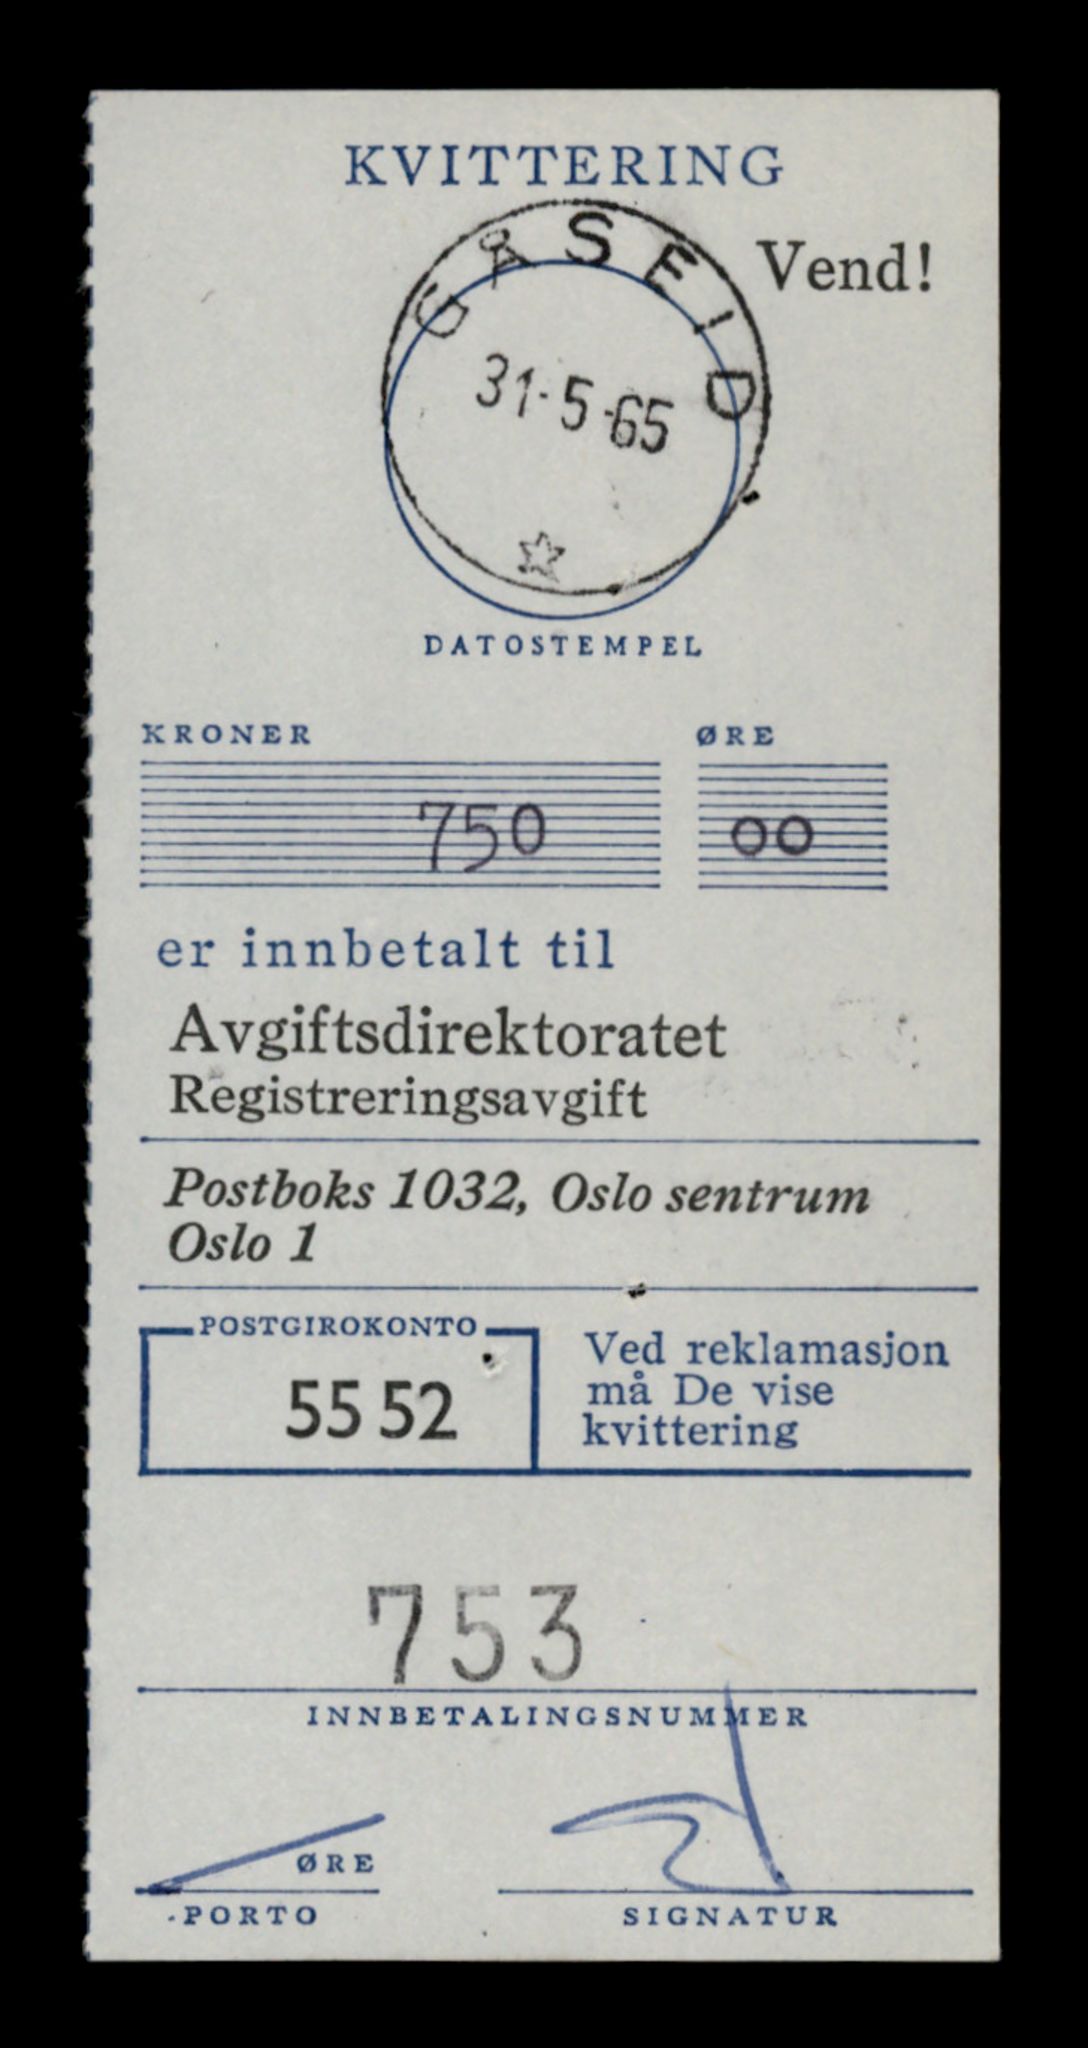 KVITTERING
Vend!
GÅSEID
31-5-65
DATOSTEMPEL
KRONER ØRE
750 00
er innbetalt til
Avgiftsdirektoratet
Registreringsavgift
Postboks 1032, Oslo sentrum
Oslo 1
POSTGIROKONTO
55 52
Ved reklamasjon
må De vise
kvittering
753
INNBETALINGSNUMMER
ØRE
PORTO
SIGNATUR